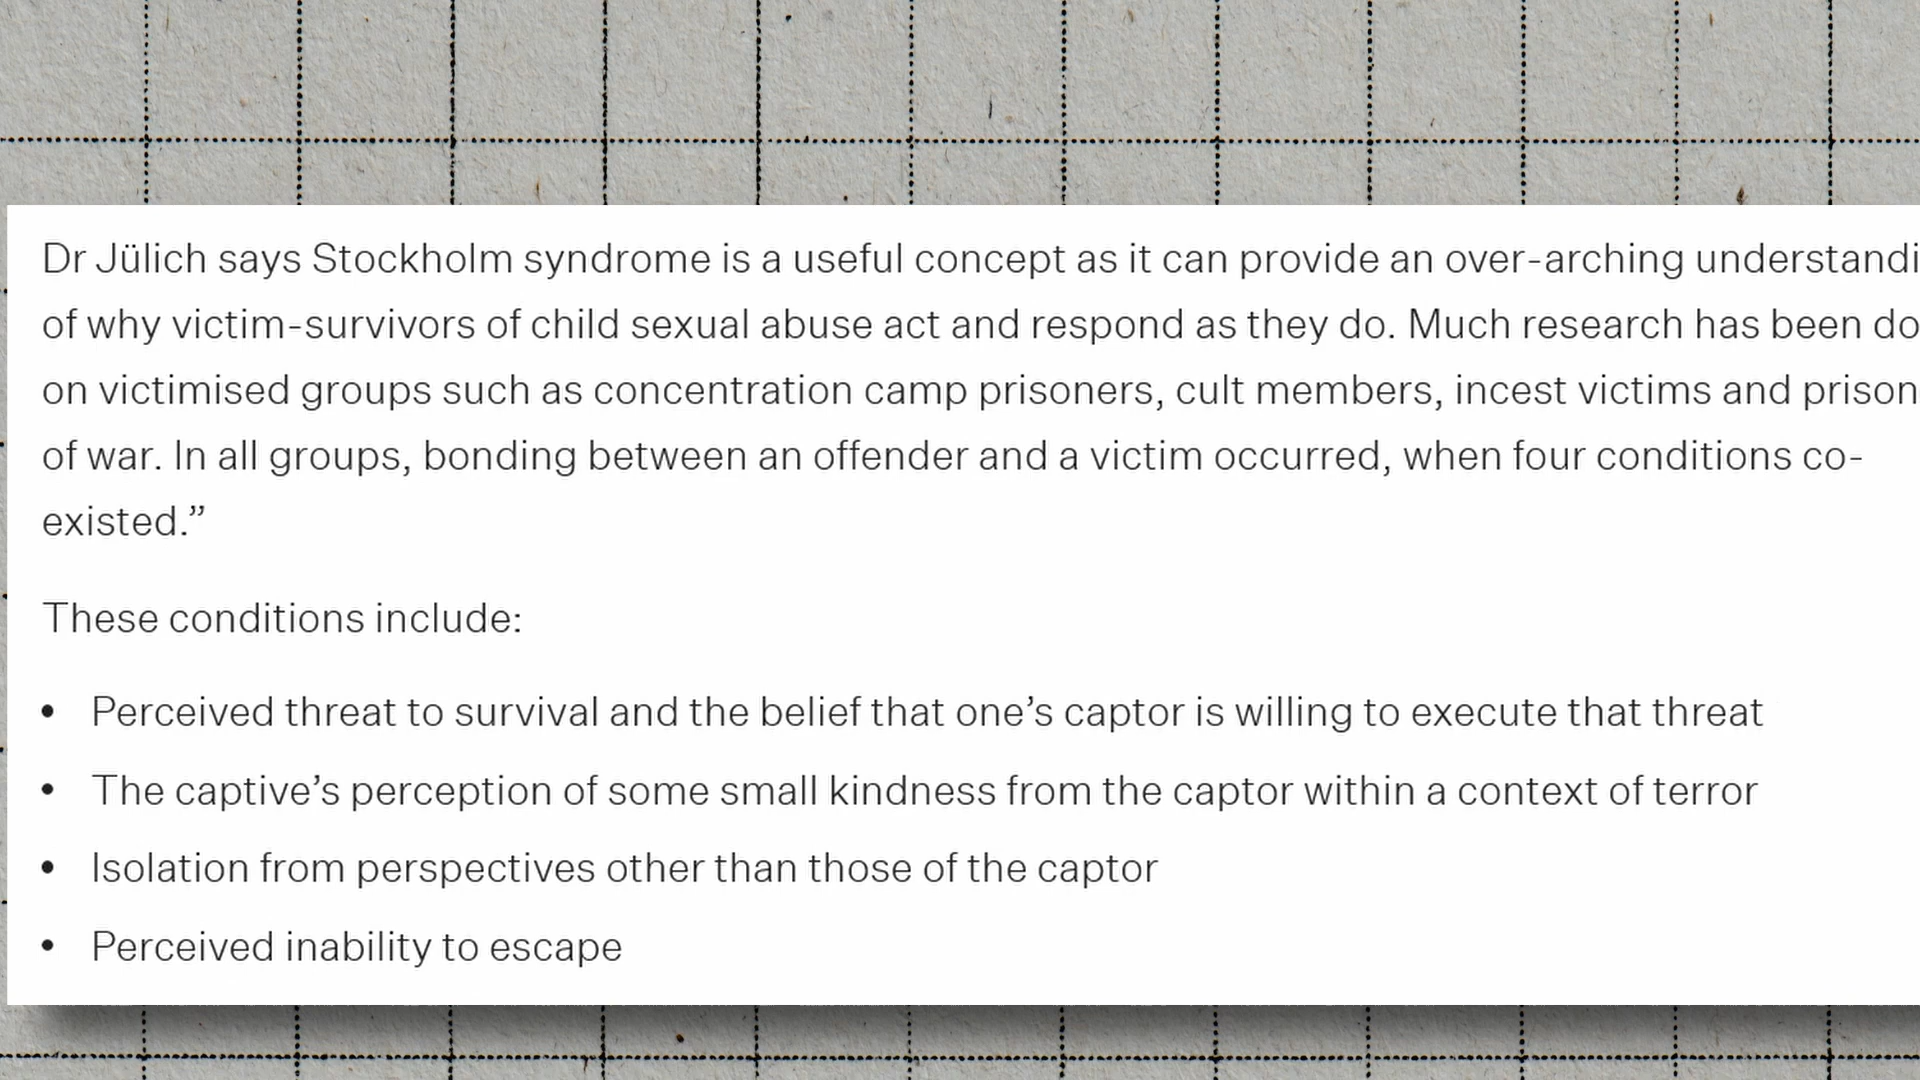 Dr Jülich says Stockholm syndrome is a useful concept as it can provide an over-arching
of why victim-survivors of child sexual abuse act and respond as they do. Much research has been
on victimised groups such as concentration camp prisoners, cult members, incest victims and
of war. In all groups, bonding between an offender and a victim occurred, when four conditions co-
existed.”
These conditions include:
• Perceived threat to survival and the belief that one’s captor is willing to execute that threat
• The captive’s perception of some small kindness from the captor within a context of terror
• Isolation from perspectives other than those of the captor
• Perceived inability to escape